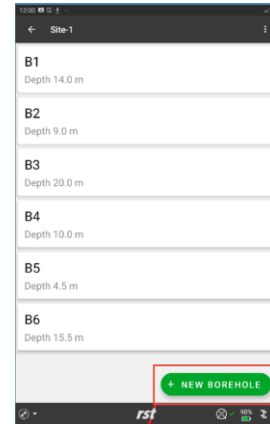 12:00
Site-1
B1
Depth 14.0 m
B2
Depth 9.0 m
B3
Depth 20.0 m
B4
Depth 10.0 m
B5
Depth 4.5 m
B6
Depth 15.5 m
+ NEW BOREHOLE
rst
90%